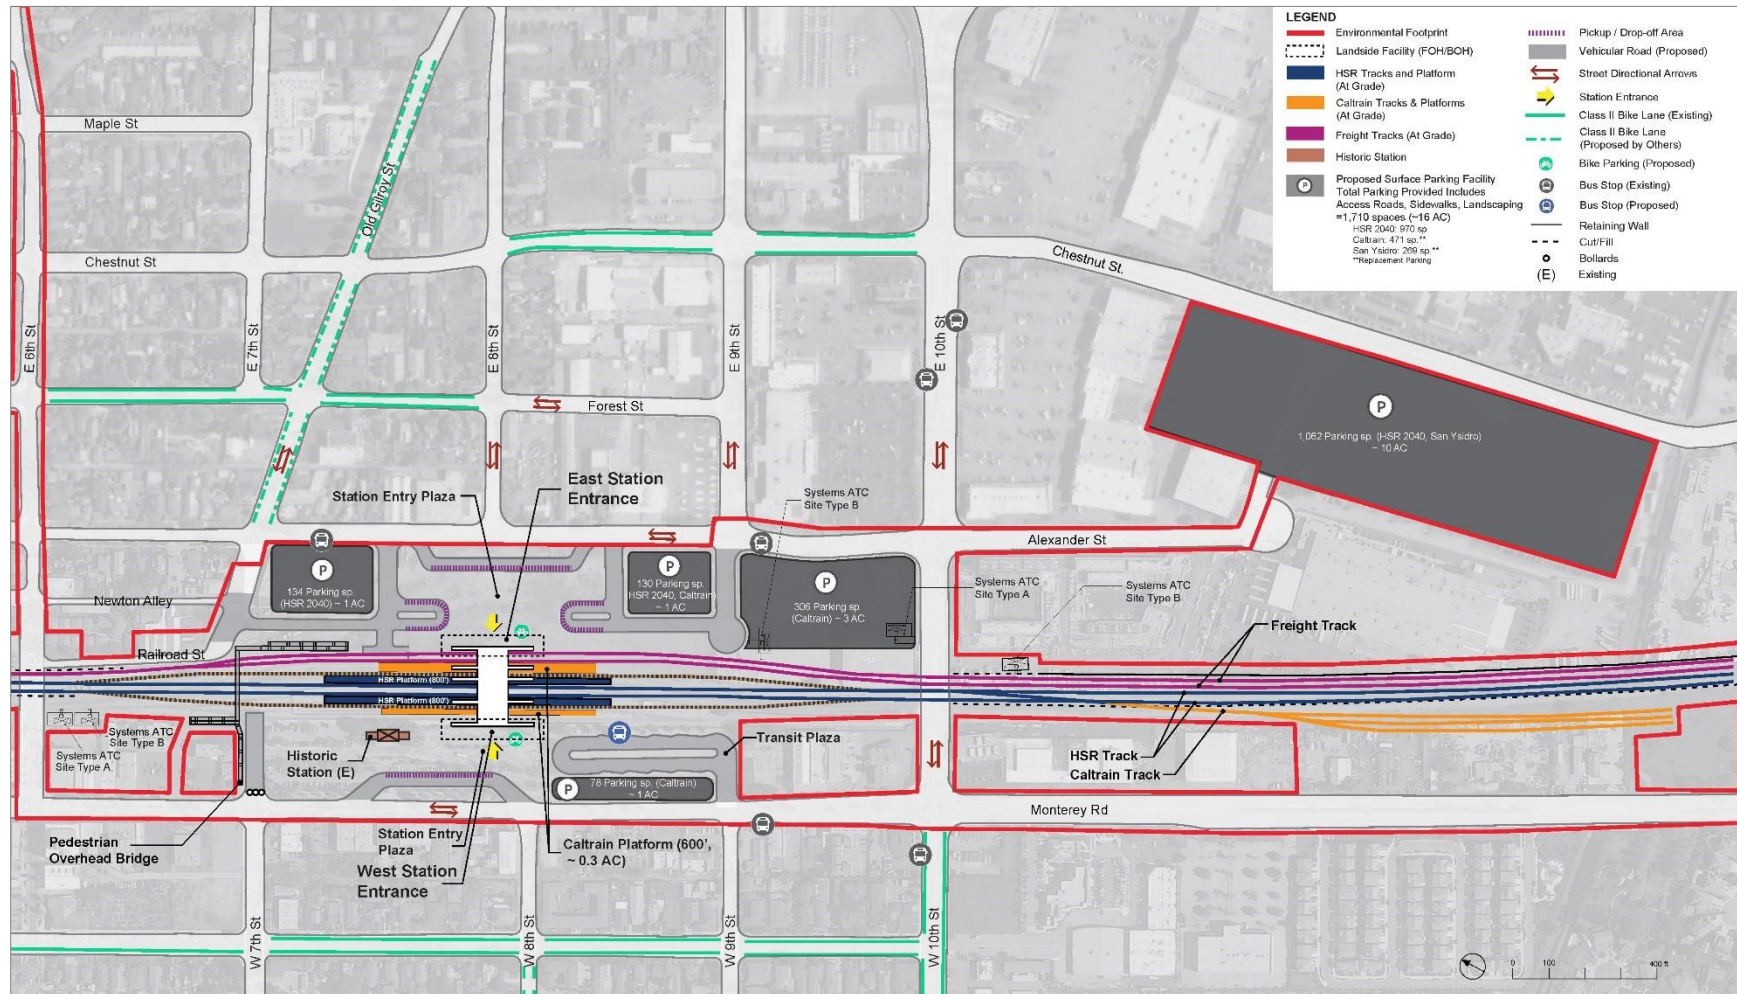 LEGEND
Environmental Footprint
Landside Facility (FOH/BOH)
HSR Tracks and Platform
(At Grade)
Caltrain Tracks & Platforms
(At Grade)
Freight Tracks (At Grade)
Historic Station
P
Proposed Surface Parking Facility
Total Parking Provided Includes
Access Roads, Sidewalks, Landscaping
=1,710 spaces (~16 AC)
HSR 2040: 970 sp
Caltrain: 471 sp.**
San Ysidro: 269 sp.**
**Replacement Parking
Pickup / Drop-off Area
Vehicular Road (Proposed)
Street Directional Arrows
Station Entrance
Class II Bike Lane (Existing)
Class II Bike Lane
(Proposed by Others)
Bike Parking (Proposed)
Bus Stop (Existing)
Bus Stop (Proposed)
Retaining Wall
Cut/Fill
Bollards
(E) Existing
Maple St
Old Gilroy St
Chestnut St
Chestnut St.
E 6th St
E 7th St
E 8th St
E 9th St
E 10th St
Forest St
P
1,062 Parking sp. (HSR 2040, San Ysidro)
~ 10 AC
East Station
Entrance
Station Entry Plaza
Systems ATC
Site Type B
Alexander St
P
134 Parking sp.
(HSR 2040) ~ 1 AC
P
130 Parking sp.
HSR 2040, Caltrain)
~ 1 AC
P
306 Parking sp
(Caltrain) ~ 3 AC
Systems ATC
Site Type A
Systems ATC
Site Type B
Newton Alley
Railroad St
Freight Track
HSR Platform (800')
HSR Platform (800')
Systems ATC
Site Type B
Systems ATC
Site Type A
Historic
Station (E)
Transit Plaza
P
78 Parking sp. (Caltrain)
~ 1 AC
HSR Track
Caltrain Track
Monterey Rd
Pedestrian
Overhead Bridge
Station Entry
Plaza
West Station
Entrance
Caltrain Platform (600',
~ 0.3 AC)
W 7th St
W 8th St
W 9th St
W 10th St
0 100 400 ft